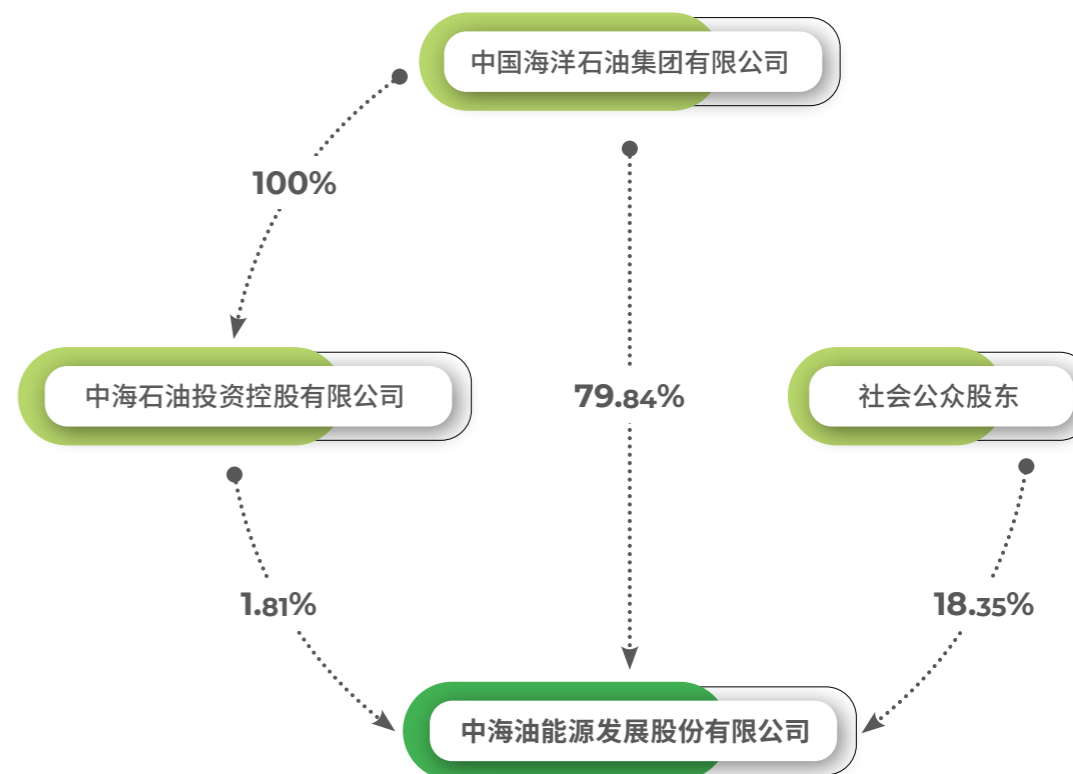 中国海洋石油集团有限公司
100%
中海石油投资控股有限公司
79.84%
社会公众股东
1.81%
18.35%
中海油能源发展股份有限公司